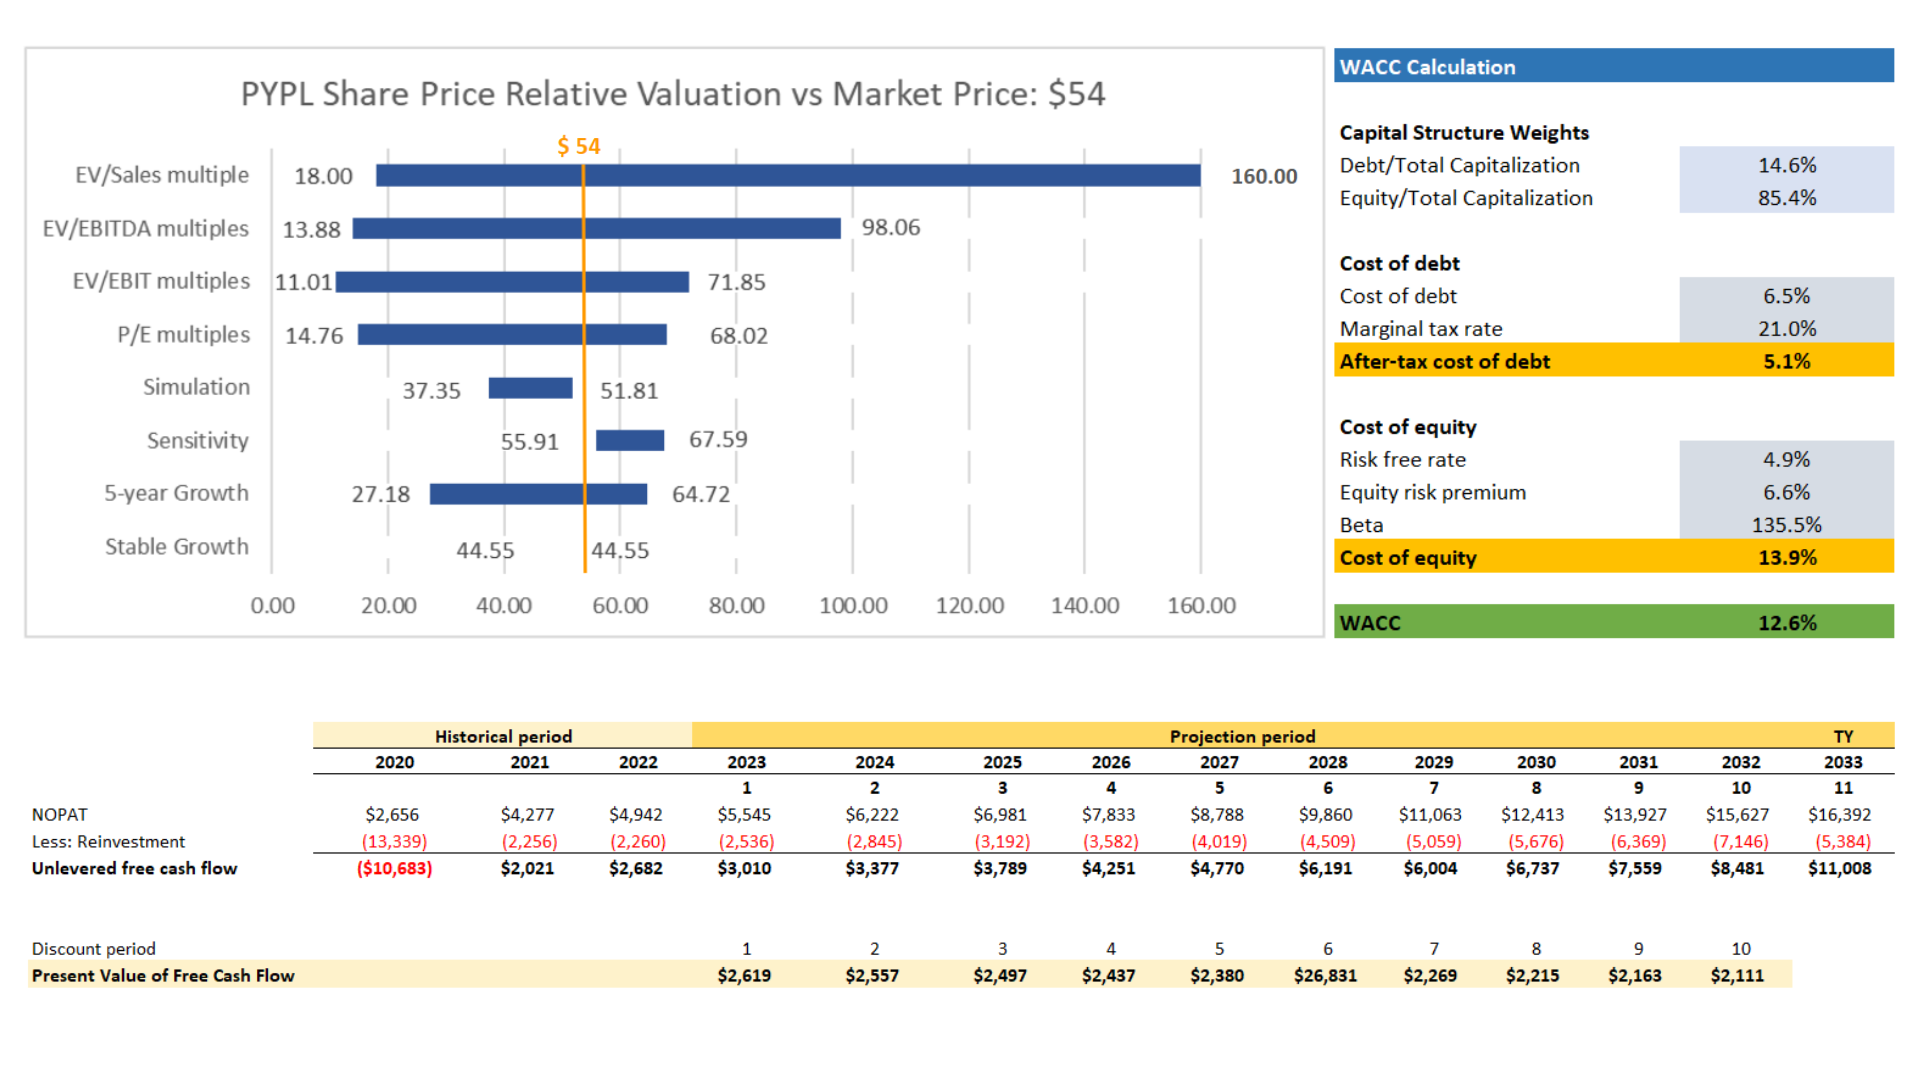 PYPL Share Price Relative Valuation vs Market Price: $54
$ 54
EV/Sales multiple 18.00 160.00
EV/EBITDA multiples 13.88 98.06
EV/EBIT multiples 11.01 71.85
P/E multiples 14.76 68.02
Simulation 37.35 51.81
Sensitivity 55.91 67.59
5-year Growth 27.18 64.72
Stable Growth 44.55 44.55
0.00 20.00 40.00 60.00 80.00 100.00 120.00 140.00 160.00
WACC Calculation
Capital Structure Weights
Debt/Total Capitalization 14.6%
Equity/Total Capitalization 85.4%
Cost of debt
Cost of debt 6.5%
Marginal tax rate 21.0%
After-tax cost of debt 5.1%
Cost of equity
Risk free rate 4.9%
Equity risk premium 6.6%
Beta 135.5%
Cost of equity 13.9%
WACC 12.6%
Historical period Projection period TY
2020 2021 2022 2023 2024 2025 2026 2027 2028 2029 2030 2031 2032 2033
1 2 3 4 5 6 7 8 9 10 11
NOPAT $2,656 $4,277 $4,942 $5,545 $6,222 $6,981 $7,833 $8,788 $9,860 $11,063 $12,413 $13,927 $15,627 $16,392
Less: Reinvestment (13,339) (2,256) (2,260) (2,536) (2,845) (3,192) (3,582) (4,019) (4,509) (5,059) (5,676) (6,369) (7,146) (5,384)
Unlevered free cash flow ($10,683) $2,021 $2,682 $3,010 $3,377 $3,789 $4,251 $4,770 $6,191 $6,004 $6,737 $7,559 $8,481 $11,008
Discount period 1 2 3 4 5 6 7 8 9 10
Present Value of Free Cash Flow $2,619 $2,557 $2,497 $2,437 $2,380 $26,831 $2,269 $2,215 $2,163 $2,111